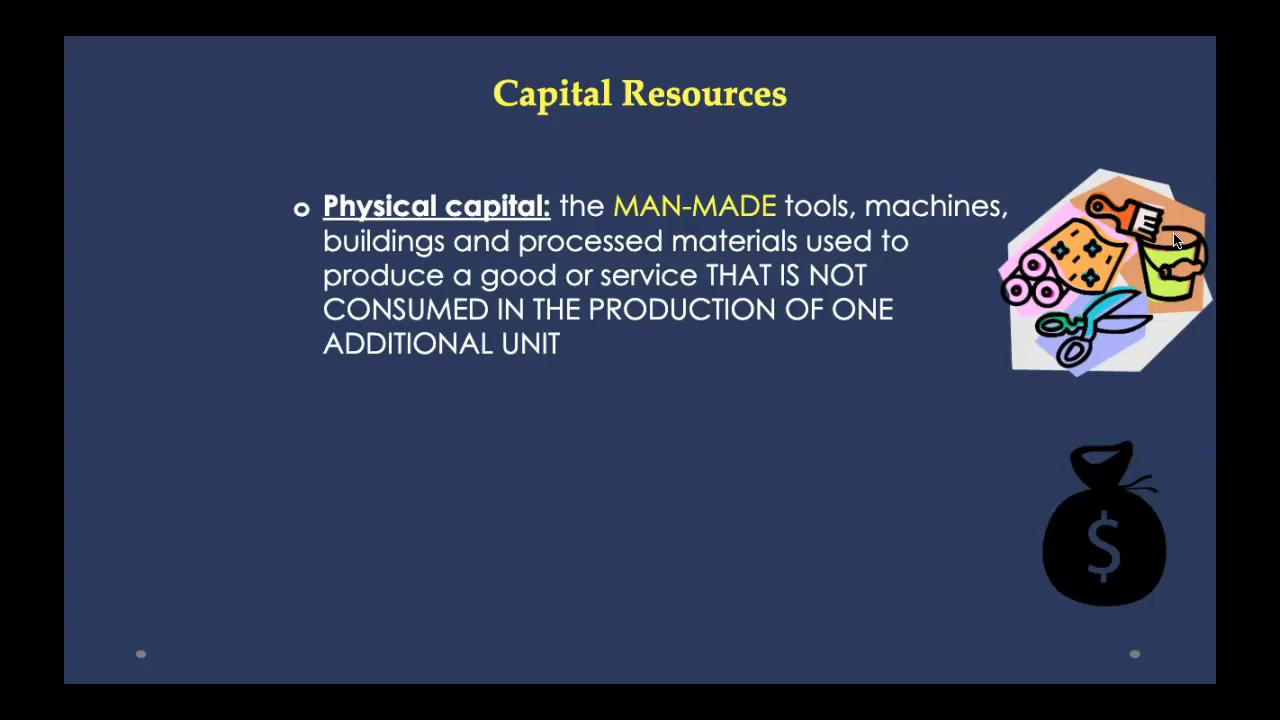 Capital Resources
o Physical capital: the MAN-MADE tools, machines,
buildings and processed materials used to
produce a good or service THAT IS NOT
CONSUMED IN THE PRODUCTION OF ONE
ADDITIONAL UNIT
$